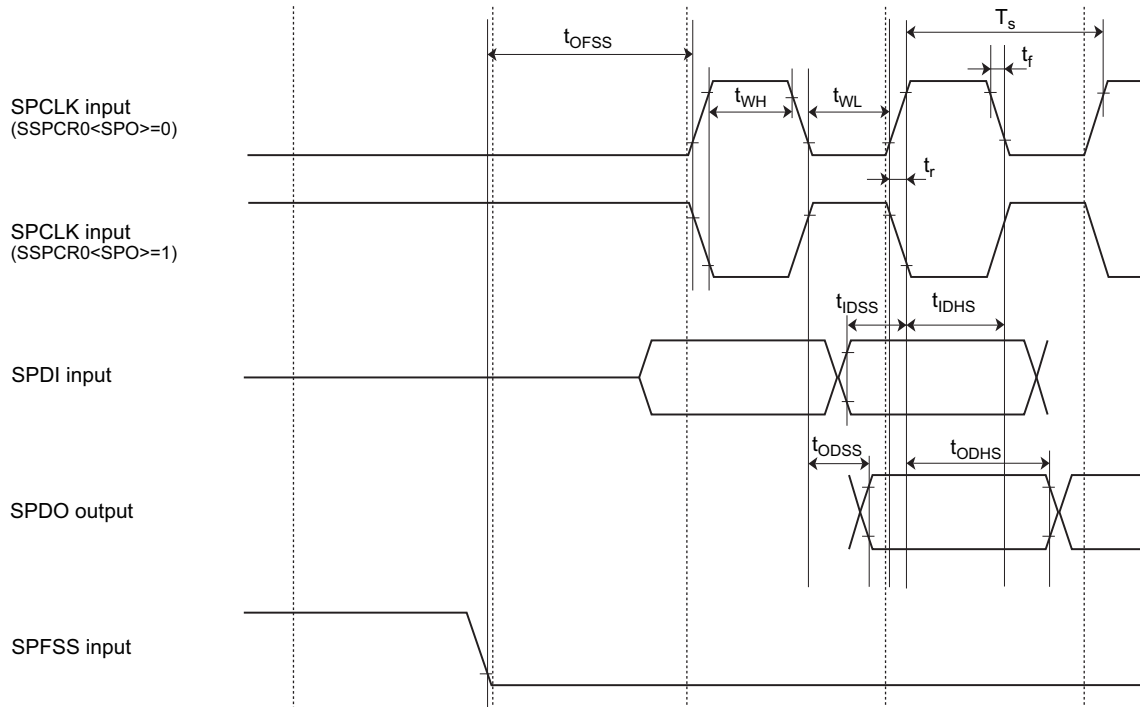 t_OFSS
T_s
t_f
SPCLK input
(SSPCR0<SPO>=0)
t_WH
t_WL
t_r
SPCLK input
(SSPCR0<SPO>=1)
t_IDSS
t_IDHS
SPDI input
t_ODSS
t_ODHS
SPDO output
SPFSS input